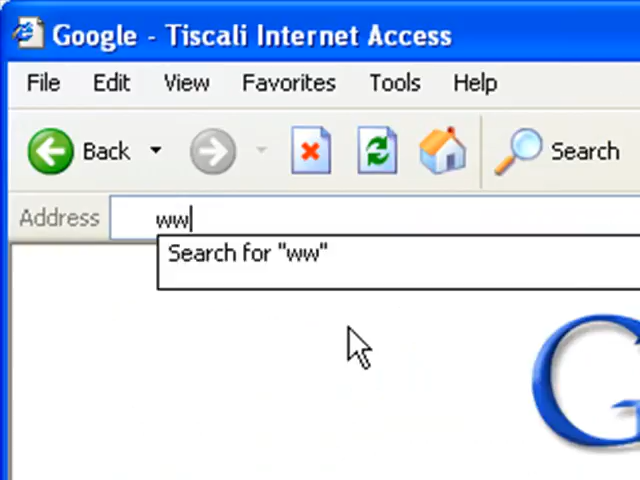 Google - Tiscali Internet Access
File Edit View Favorites Tools Help
Back Search
Address ww
Search for "ww"
G